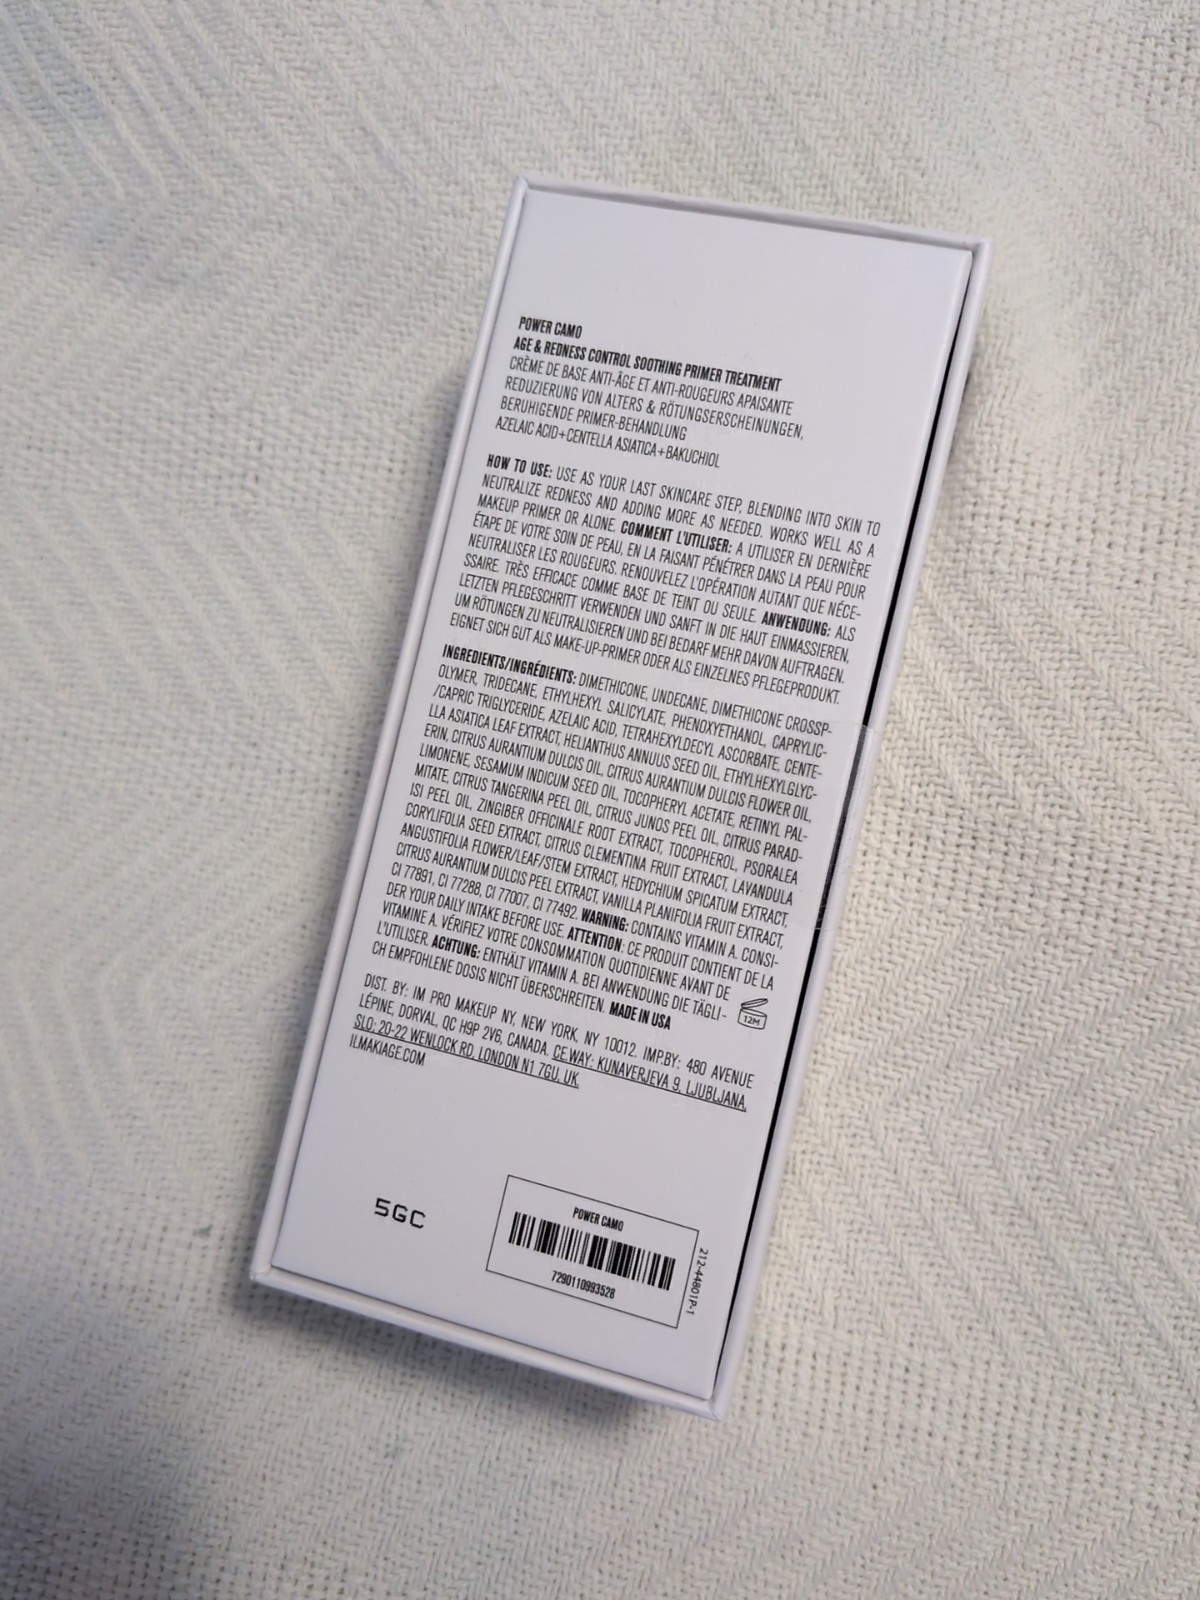 POWER CAMO
AGE & REDNESS CONTROL SOOTHING PRIMER TREATMENT
CRÈME DE BASE ANTI-ÂGE ET ANTI-ROUGEURS APAISANTE
REDUZIERUNG VON ALTERS & RÖTUNGSERSCHEINUNGEN,
BERUHIGENDE PRIMER-BEHANDLUNG
AZELAIC ACID+CENTELLA ASIATICA+BAKUCHIOL
HOW TO USE: USE AS YOUR LAST SKINCARE STEP, BLENDING INTO SKIN TO
NEUTRALIZE REDNESS AND ADDING MORE AS NEEDED. WORKS WELL AS A
MAKEUP PRIMER OR ALONE. COMMENT L'UTILISER: À UTILISER EN DERNIÈRE
ÉTAPE DE VOTRE SOIN DE PEAU, EN LA FAISANT PÉNÉTRER DANS LA PEAU POUR
NEUTRALISER LES ROUGEURS. RENOUVELEZ L'OPÉRATION AUTANT QUE NÉCE-
SSAIRE. TRÈS EFFICACE COMME BASE DE TEINT OU SEULE. ANWENDUNG: ALS
LETZTEN PFLEGESCHRITT VERWENDEN UND SANFT IN DIE HAUT EINMASSIEREN,
UM RÖTUNGEN ZU NEUTRALISIEREN UND BEI BEDARF MEHR DAVON AUFTRAGEN.
EIGNET SICH GUT ALS MAKE-UP-PRIMER ODER ALS EINZELNES PFLEGEPRODUKT.
INGREDIENTS/INGRÉDIENTS: DIMETHICONE, UNDECANE, DIMETHICONE CROSSP-
OLYMER, TRIDECANE, ETHYLHEXYL SALICYLATE, PHENOXYETHANOL, CAPRYLIC-
/CAPRIC TRIGLYCERIDE, AZELAIC ACID, TETRAHEXYLDECYL ASCORBATE, CENTE-
LLA ASIATICA LEAF EXTRACT, HELIANTHUS ANNUUS SEED OIL, ETHYLHEXYLGLYC-
ERIN, CITRUS AURANTIUM DULCIS OIL, CITRUS AURANTIUM DULCIS FLOWER OIL,
LIMONENE, SESAMUM INDICUM SEED OIL, TOCOPHERYL ACETATE, RETINYL PAL-
MITATE, CITRUS TANGERINA PEEL OIL, CITRUS JUNOS PEEL OIL, CITRUS PARAD-
ISI PEEL OIL, ZINGIBER OFFICINALE ROOT EXTRACT, TOCOPHEROL, PSORALEA
CORYLIFOLIA SEED EXTRACT, CITRUS CLEMENTINA FRUIT EXTRACT, LAVANDULA
ANGUSTIFOLIA FLOWER/LEAF/STEM EXTRACT, HEDYCHIUM SPICATUM EXTRACT,
CITRUS AURANTIUM DULCIS PEEL EXTRACT, VANILLA PLANIFOLIA FRUIT EXTRACT,
CI 77891, CI 77288, CI 77007, CI 77492. WARNING: CONTAINS VITAMIN A. CONSI-
DER YOUR DAILY INTAKE BEFORE USE. ATTENTION: CE PRODUIT CONTIENT DE LA
VITAMINE A. VÉRIFIEZ VOTRE CONSOMMATION QUOTIDIENNE AVANT DE
L'UTILISER. ACHTUNG: ENTHÄLT VITAMIN A. BEI ANWENDUNG DIE TÄGLI-
CH EMPFOHLENE DOSIS NICHT ÜBERSCHREITEN. MADE IN USA
12M
DIST. BY: IM PRO MAKEUP NY, NEW YORK, NY 10012. IMP.BY: 480 AVENUE
LÉPINE, DORVAL, QC H9P 2V6, CANADA. CE.WAY: KUNAVERJEVA 9, LJUBLJANA,
SLO; 20-22 WENLOCK RD, LONDON N1 7GU, UK
ILMAKIAGE.COM
5GC
POWER CAMO
7290110993528
212-44801P-1